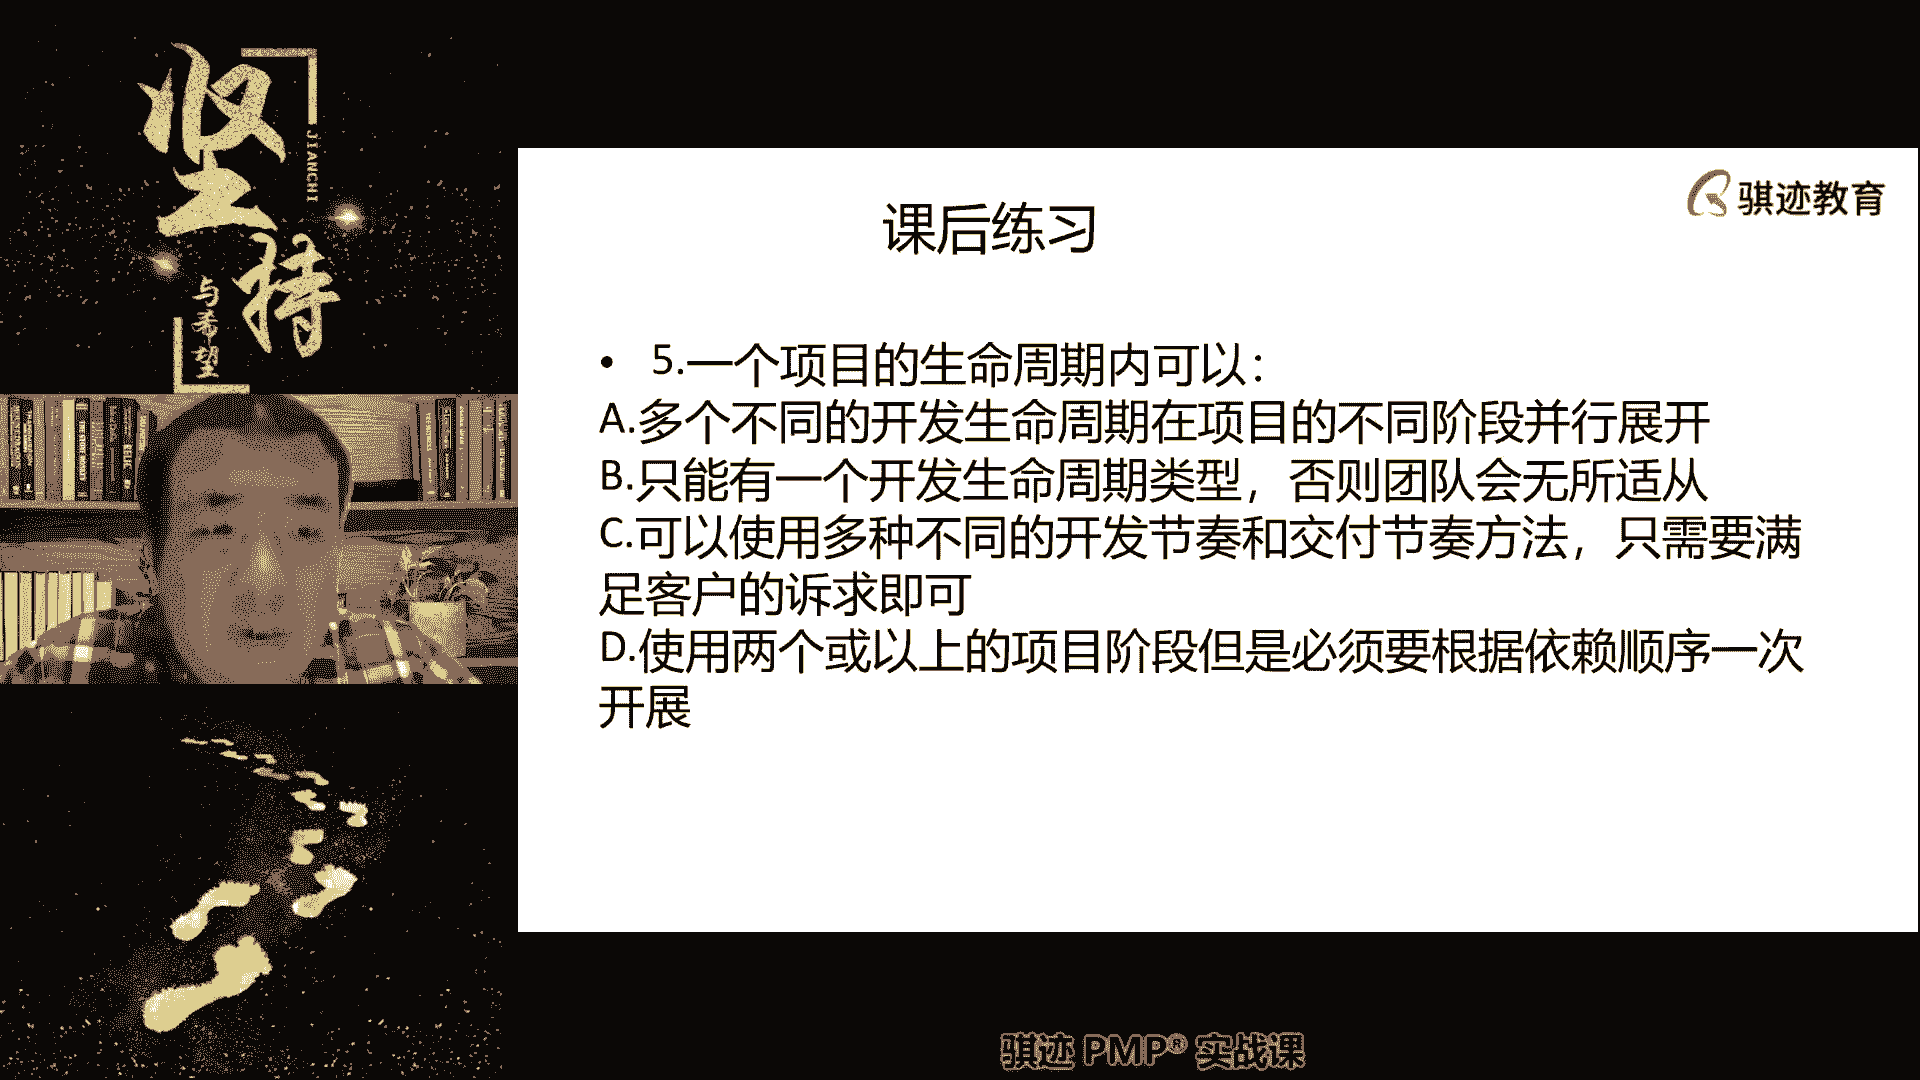 坚持
JIANCHI
与希望
骐迹教育
课后练习
• 5.一个项目的生命周期内可以：
A.多个不同的开发生命周期在项目的不同阶段并行展开
B.只能有一个开发生命周期类型，否则团队会无所适从
C.可以使用多种不同的开发节奏和交付节奏方法，只需要满
足客户的诉求即可
D.使用两个或以上的项目阶段但是必须要根据依赖顺序一次
开展
骐迹 PMP® 实战课